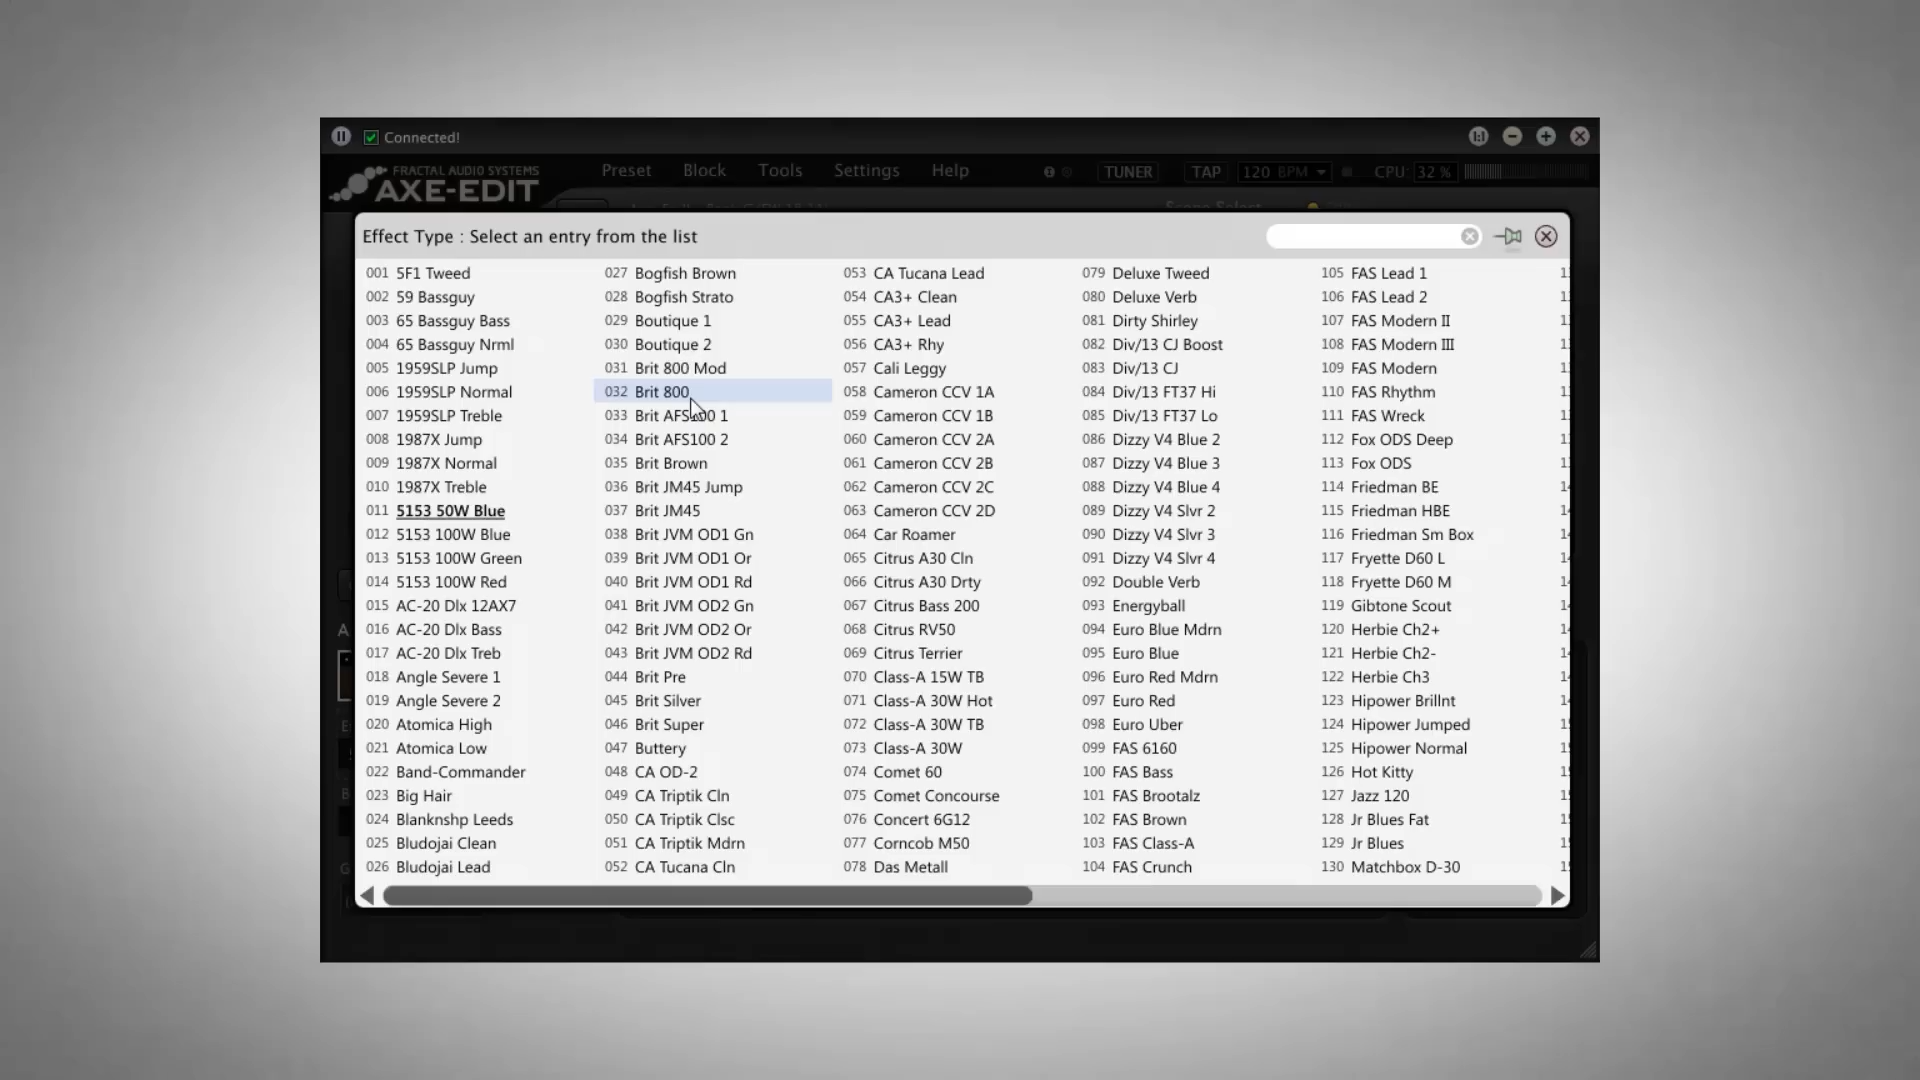 Connected!
FRACTAL AUDIO SYSTEMS
AXE-EDIT
Preset Block Tools Settings Help TUNER TAP 120 BPM CPU: 32 %
Scope Select
Effect Type : Select an entry from the list
001 5F1 Tweed
002 59 Bassguy
003 65 Bassguy Bass
004 65 Bassguy Nrml
005 1959SLP Jump
006 1959SLP Normal
007 1959SLP Treble
008 1987X Jump
009 1987X Normal
010 1987X Treble
011 5153 50W Blue
012 5153 100W Blue
013 5153 100W Green
014 5153 100W Red
015 AC-20 Dlx 12AX7
016 AC-20 Dlx Bass
017 AC-20 Dlx Treb
018 Angle Severe 1
019 Angle Severe 2
020 Atomica High
021 Atomica Low
022 Band-Commander
023 Big Hair
024 Blanknshp Leeds
025 Bludojai Clean
026 Bludojai Lead
027 Bogfish Brown
028 Bogfish Strato
029 Boutique 1
030 Boutique 2
031 Brit 800 Mod
032 Brit 800
033 Brit AFS100 1
034 Brit AFS100 2
035 Brit Brown
036 Brit JM45 Jump
037 Brit JM45
038 Brit JVM OD1 Gn
039 Brit JVM OD1 Or
040 Brit JVM OD1 Rd
041 Brit JVM OD2 Gn
042 Brit JVM OD2 Or
043 Brit JVM OD2 Rd
044 Brit Pre
045 Brit Silver
046 Brit Super
047 Buttery
048 CA OD-2
049 CA Triptik Cln
050 CA Triptik Clsc
051 CA Triptik Mdrn
052 CA Tucana Cln
053 CA Tucana Lead
054 CA3+ Clean
055 CA3+ Lead
056 CA3+ Rhy
057 Cali Leggy
058 Cameron CCV 1A
059 Cameron CCV 1B
060 Cameron CCV 2A
061 Cameron CCV 2B
062 Cameron CCV 2C
063 Cameron CCV 2D
064 Car Roamer
065 Citrus A30 Cln
066 Citrus A30 Drty
067 Citrus Bass 200
068 Citrus RV50
069 Citrus Terrier
070 Class-A 15W TB
071 Class-A 30W Hot
072 Class-A 30W TB
073 Class-A 30W
074 Comet 60
075 Comet Concourse
076 Concert 6G12
077 Corncob M50
078 Das Metall
079 Deluxe Tweed
080 Deluxe Verb
081 Dirty Shirley
082 Div/13 CJ Boost
083 Div/13 CJ
084 Div/13 FT37 Hi
085 Div/13 FT37 Lo
086 Dizzy V4 Blue 2
087 Dizzy V4 Blue 3
088 Dizzy V4 Blue 4
089 Dizzy V4 Slvr 2
090 Dizzy V4 Slvr 3
091 Dizzy V4 Slvr 4
092 Double Verb
093 Energyball
094 Euro Blue Mdrn
095 Euro Blue
096 Euro Red Mdrn
097 Euro Red
098 Euro Uber
099 FAS 6160
100 FAS Bass
101 FAS Brootalz
102 FAS Brown
103 FAS Class-A
104 FAS Crunch
105 FAS Lead 1
106 FAS Lead 2
107 FAS Modern II
108 FAS Modern III
109 FAS Modern
110 FAS Rhythm
111 FAS Wreck
112 Fox ODS Deep
113 Fox ODS
114 Friedman BE
115 Friedman HBE
116 Friedman Sm Box
117 Fryette D60 L
118 Fryette D60 M
119 Gibtone Scout
120 Herbie Ch2+
121 Herbie Ch2-
122 Herbie Ch3
123 Hipower Brillnt
124 Hipower Jumped
125 Hipower Normal
126 Hot Kitty
127 Jazz 120
128 Jr Blues Fat
129 Jr Blues
130 Matchbox D-30